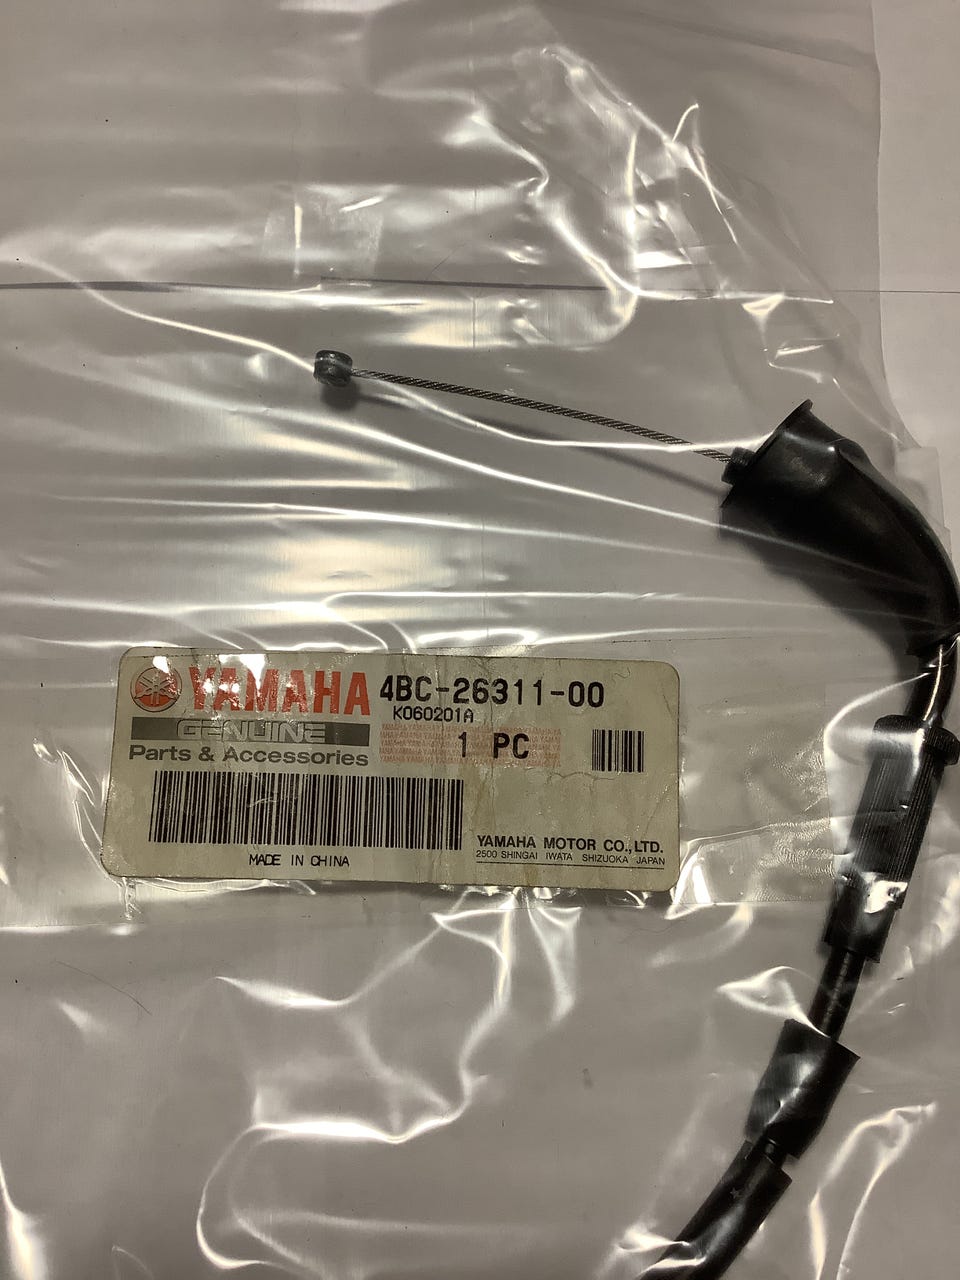 YAMAHA 4BC-26311-00
K060201A
GENUINE
1 PC
Parts & Accessories
YAMAHA MOTOR CO.,LTD.
2500 SHINGAI IWATA SHIZUOKA JAPAN
MADE IN CHINA